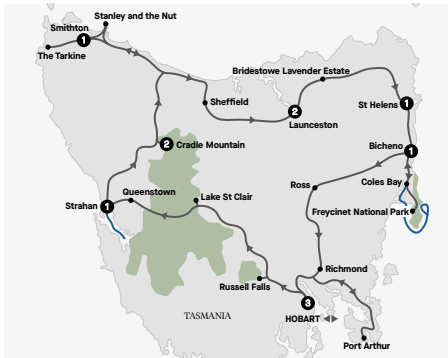 Stanley and the Nut
Smithton
1
The Tarkine
Bridestowe Lavender Estate
Sheffield
2
Launceston
St Helens
1
2
Cradle Mountain
Bicheno
1
Coles Bay
Ross
Queenstown
Lake St Clair
Strahan
1
Freycinet National Park
Richmond
Russell Falls
3
HOBART
TASMANIA
Port Arthur